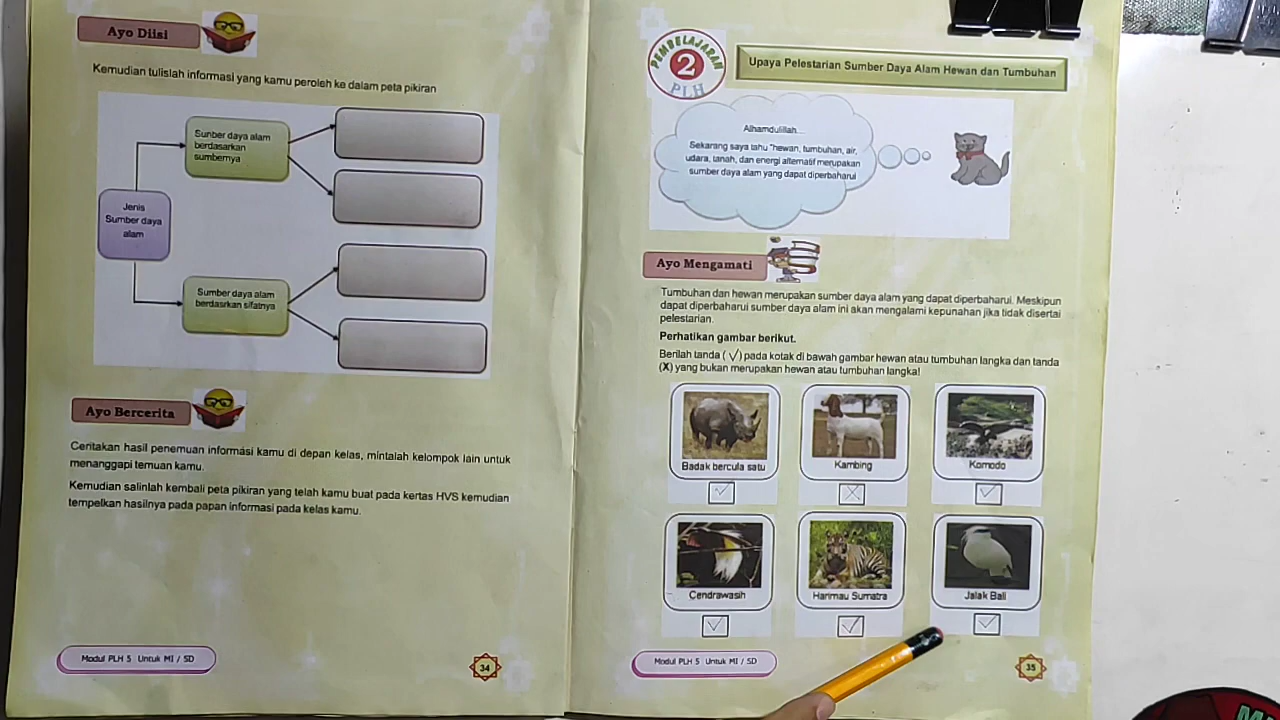 Ayo Diisi
Kemudian tulislah informasi yang kamu peroleh ke dalam peta pikiran
Sunber daya alam
berdasarkan
sumbernya
Jenis
Sumber daya
alam
Sumber daya alam
berdasrkan sifatnya
Ayo Bercerita
Ceritakan hasil penemuan informasi kamu di depan kelas, mintalah kelompok lain untuk
menanggapi temuan kamu.
Kemudian salinlah kembali peta pikiran yang telah kamu buat pada kertas HVS kemudian
tempelkan hasilnya pada papan informasi pada kelas kamu.
Modul PLH 5 Untuk MI / SD
34
PEMBELAJARAN
2
PLH
Upaya Pelestarian Sumber Daya Alam Hewan dan Tumbuhan
Alhamdulillah...
Sekarang saya tahu "hewan, tumbuhan, air,
udara, tanah, dan energi alternatif merupakan
sumber daya alam yang dapat diperbaharui
Ayo Mengamati
Tumbuhan dan hewan merupakan sumber daya alam yang dapat diperbaharui. Meskipun
dapat diperbaharui sumber daya alam ini akan mengalami kepunahan jika tidak disertai
pelestarian.
Perhatikan gambar berikut.
Berilah tanda ( √ ) pada kotak di bawah gambar hewan atau tumbuhan langka dan tanda
(X) yang bukan merupakan hewan atau tumbuhan langka!
Badak bercula satu
Kambing
Komodo
✓
X
✓
Cendrawasih
Harimau Sumatra
Jalak Bali
✓
✓
✓
Modul PLH 5 Untuk MI / SD
35